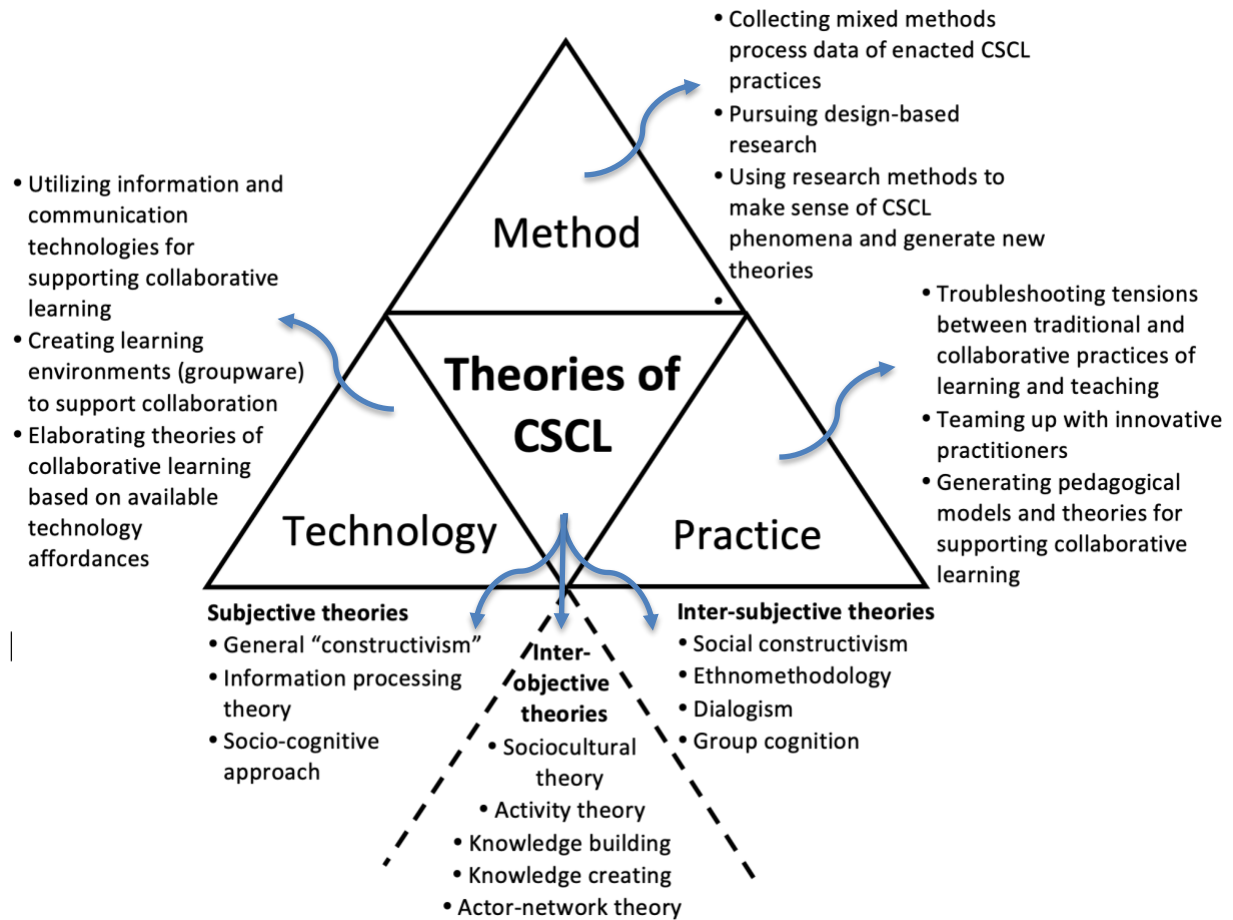 • Collecting mixed methods
process data of enacted CSCL
practices
• Pursuing design-based
research
• Using research methods to
make sense of CSCL
phenomena and generate new
theories
•
• Utilizing information and
communication
technologies for
supporting collaborative
learning
• Creating learning
environments (groupware)
to support collaboration
• Elaborating theories of
collaborative learning
based on available
technology
affordances
Method
• Troubleshooting tensions
between traditional and
collaborative practices of
learning and teaching
• Teaming up with innovative
practitioners
• Generating pedagogical
models and theories for
supporting collaborative
learning
Theories of
CSCL
Technology
Practice
Subjective theories
• General “constructivism”
• Information processing
theory
• Socio-cognitive
approach
Inter-
objective
theories
• Sociocultural
theory
• Activity theory
• Knowledge building
• Knowledge creating
• Actor-network theory
Inter-subjective theories
• Social constructivism
• Ethnomethodology
• Dialogism
• Group cognition